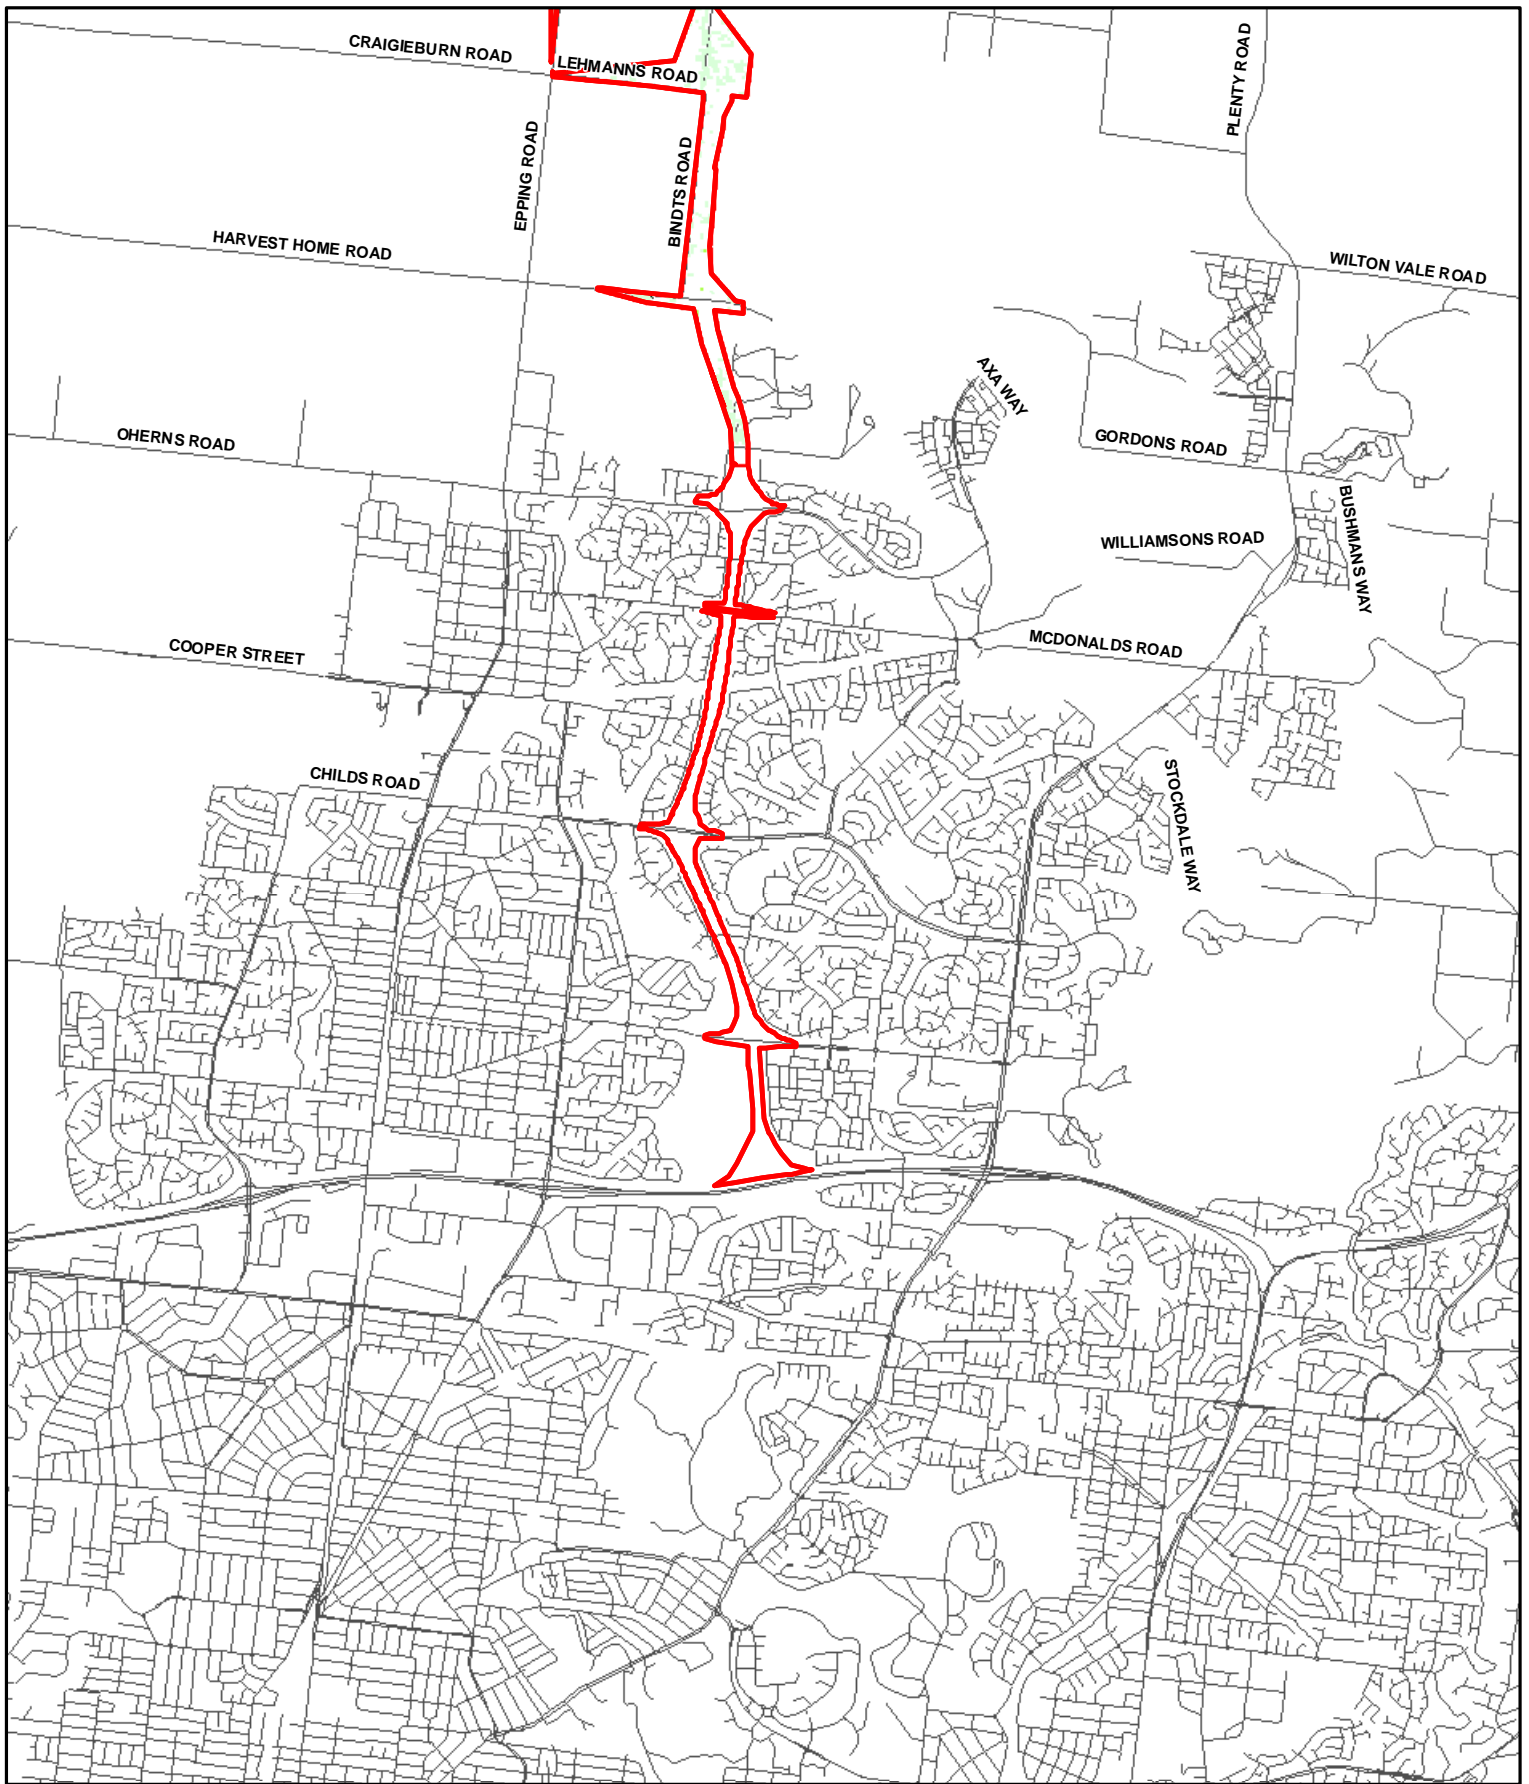 CRAIGIEBURN ROAD
LEHMANNS ROAD
PLENTY ROAD
EPPING ROAD
BINDTS ROAD
HARVEST HOME ROAD
WILTON VALE ROAD
AXA WAY
OHERNS ROAD
GORDONS ROAD
BUSHMANS WAY
WILLIAMSONS ROAD
COOPER STREET
MCDONALDS ROAD
CHILDS ROAD
STOCKDALE WAY